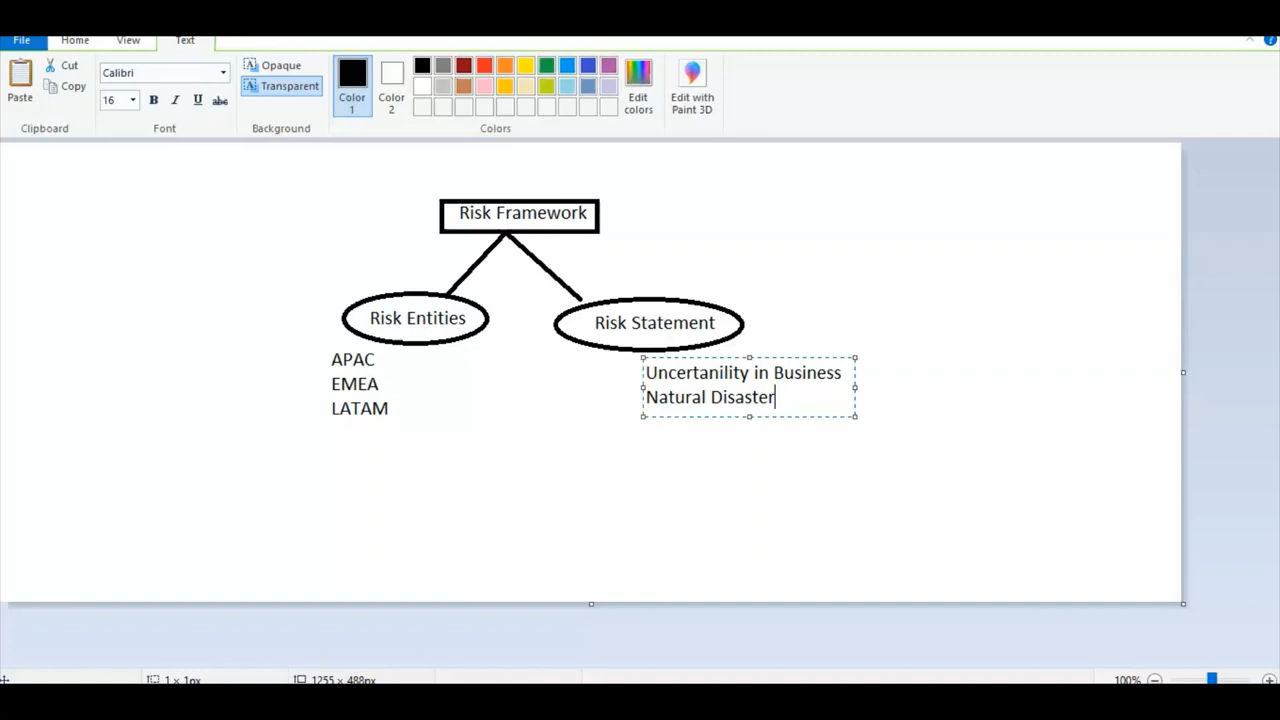 File Home View Text
Cut
Copy
Paste
Clipboard
Calibri
16 B I U abc
Font
Opaque
Transparent
Background
Color 1
Color 2
Edit colors
Colors
Edit with Paint 3D
Risk Framework
Risk Entities
Risk Statement
APAC
EMEA
LATAM
Uncertanility in Business
Natural Disaster
1 × 1px
1255 × 488px
100%